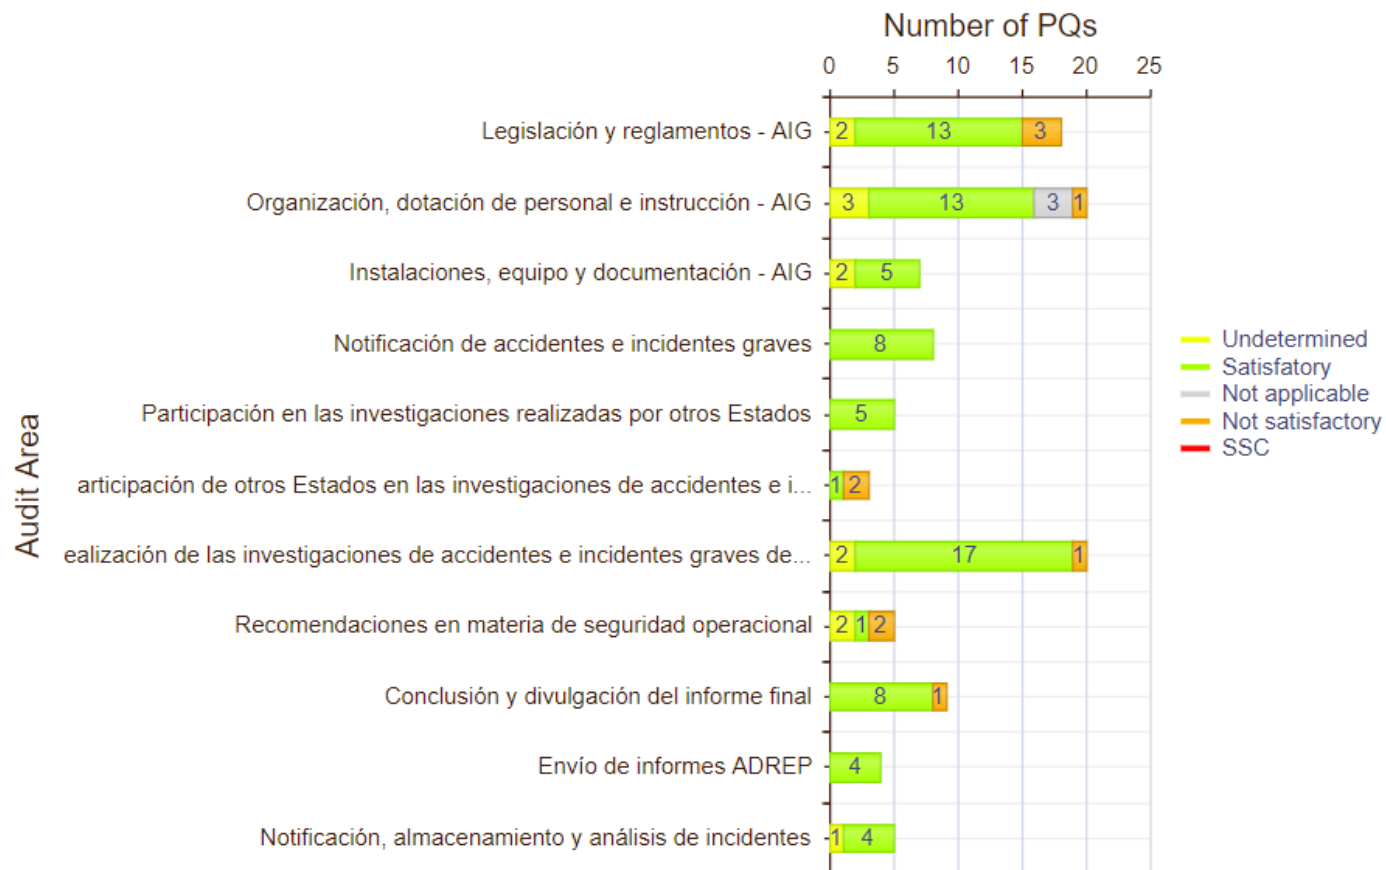 Number of PQs
0 5 10 15 20 25
Legislación y reglamentos - AIG 2 13 3
Organización, dotación de personal e instrucción - AIG 3 13 3 1
Instalaciones, equipo y documentación - AIG 2 5
Notificación de accidentes e incidentes graves 8
Participación en las investigaciones realizadas por otros Estados 5
articipación de otros Estados en las investigaciones de accidentes e i... 1 2
ealización de las investigaciones de accidentes e incidentes graves de... 2 17 1
Recomendaciones en materia de seguridad operacional 2 1 2
Conclusión y divulgación del informe final 8 1
Envío de informes ADREP 4
Notificación, almacenamiento y análisis de incidentes 1 4
Audit Area
Undetermined
Satisfatory
Not applicable
Not satisfactory
SSC